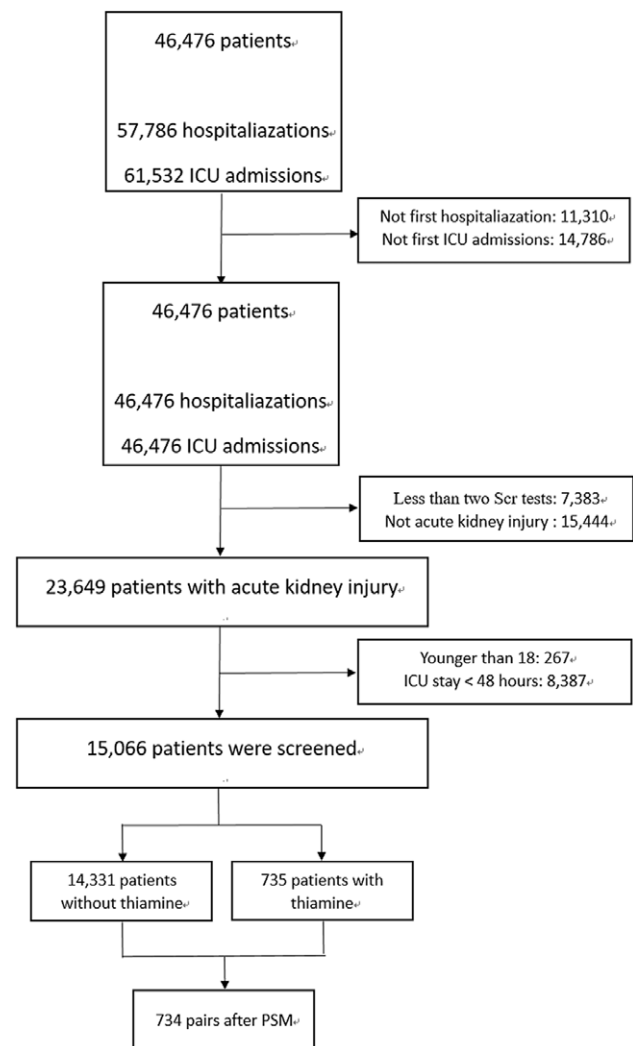 46,476 patients
57,786 hospitaliazations
61,532 ICU admissions
Not first hospitaliazation: 11,310
Not first ICU admissions: 14,786
46,476 patients
46,476 hospitaliazations
46,476 ICU admissions
Less than two Scr tests: 7,383
Not acute kidney injury : 15,444
23,649 patients with acute kidney injury
Younger than 18: 267
ICU stay < 48 hours: 8,387
15,066 patients were screened
14,331 patients
without thiamine
735 patients with
thiamine
734 pairs after PSM